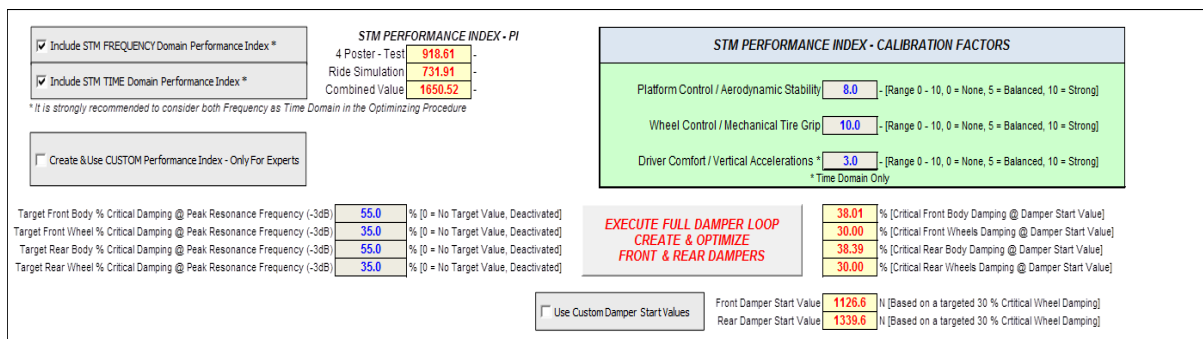 STM PERFORMANCE INDEX - PI
Include STM FREQUENCY Domain Performance Index *
4 Poster - Test 918.61 -
Ride Simulation 731.91 -
Include STM TIME Domain Performance Index *
Combined Value 1650.52 -
* It is strongly recommended to consider both Frequency as Time Domain in the Optiminzing Procedure
Create & Use CUSTOM Performance Index - Only For Experts
STM PERFORMANCE INDEX - CALIBRATION FACTORS
Platform Control / Aerodynamic Stability 8.0 - [Range 0 - 10, 0 = None, 5 = Balanced, 10 = Strong]
Wheel Control / Mechanical Tire Grip 10.0 - [Range 0 - 10, 0 = None, 5 = Balanced, 10 = Strong]
Driver Comfort / Vertical Accelerations * 3.0 - [Range 0 - 10, 0 = None, 5 = Balanced, 10 = Strong]
* Time Domain Only
Target Front Body % Critical Damping @ Peak Resonance Frequency (-3dB) 55.0 % [0 = No Target Value, Deactivated]
Target Front Wheel % Critical Damping @ Peak Resonance Frequency (-3dB) 35.0 % [0 = No Target Value, Deactivated]
Target Rear Body % Critical Damping @ Peak Resonance Frequency (-3dB) 55.0 % [0 = No Target Value, Deactivated]
Target Rear Wheel % Critical Damping @ Peak Resonance Frequency (-3dB) 35.0 % [0 = No Target Value, Deactivated]
EXECUTE FULL DAMPER LOOP
CREATE & OPTIMIZE
FRONT & REAR DAMPERS
38.01 % [Critical Front Body Damping @ Damper Start Value]
30.00 % [Critical Front Wheels Damping @ Damper Start Value]
38.39 % [Critical Rear Body Damping @ Damper Start Value]
30.00 % [Critical Rear Wheels Damping @ Damper Start Value]
Use Custom Damper Start Values
Front Damper Start Value 1126.6 N [Based on a targeted 30 % Crtitical Wheel Damping]
Rear Damper Start Value 1339.6 N [Based on a targeted 30 % Crtitical Wheel Damping]